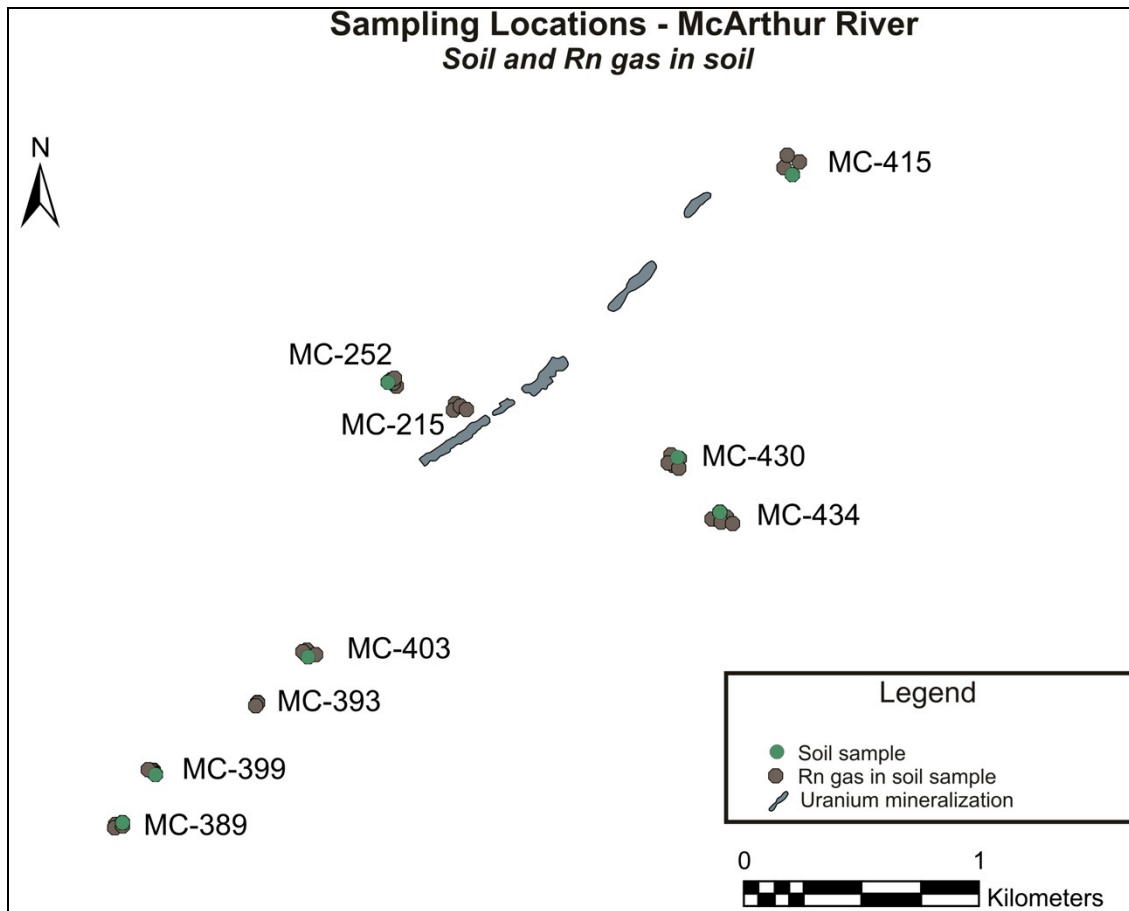 Sampling Locations - McArthur River
Soil and Rn gas in soil
N
MC-415
MC-252
MC-215
MC-430
MC-434
MC-403
MC-393
MC-399
MC-389
Legend
Soil sample
Rn gas in soil sample
Uranium mineralization
0 1
Kilometers